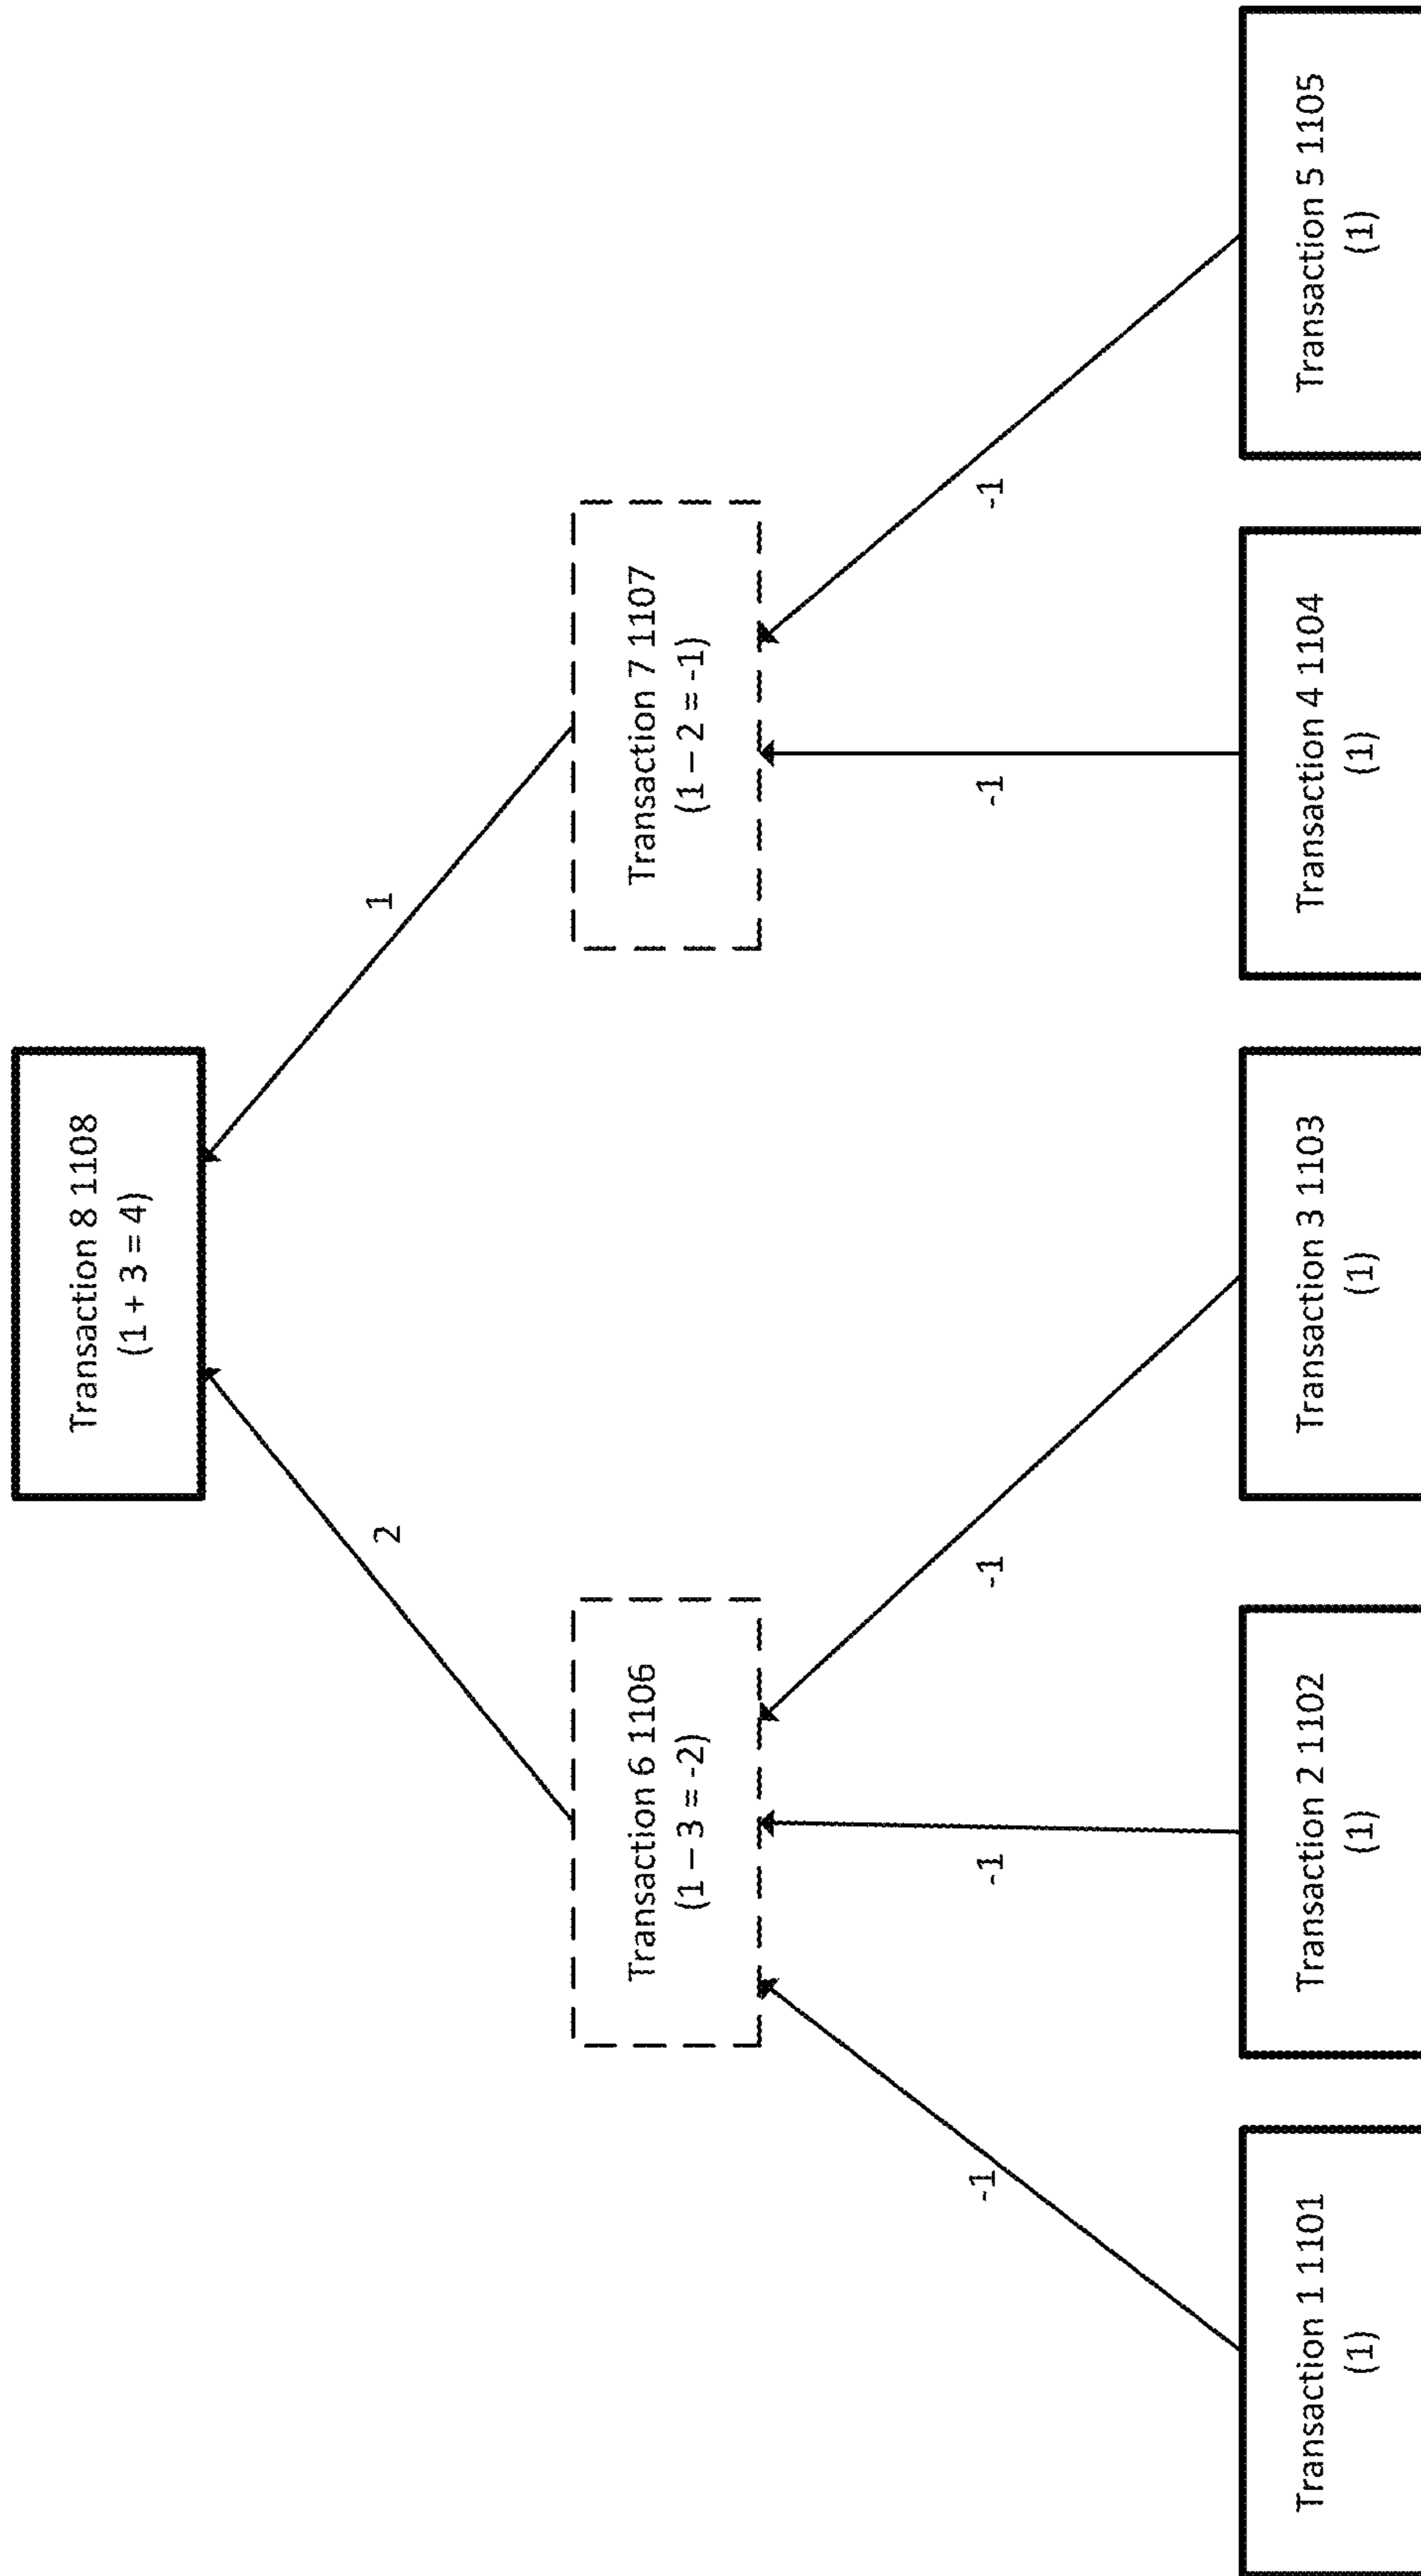 Transaction 8 1108
(1 + 3 = 4)
2
1
Transaction 6 1106
(1 – 3 = -2)
Transaction 7 1107
(1 – 2 = -1)
-1
-1
-1
-1
-1
Transaction 1 1101
(1)
Transaction 2 1102
(1)
Transaction 3 1103
(1)
Transaction 4 1104
(1)
Transaction 5 1105
(1)